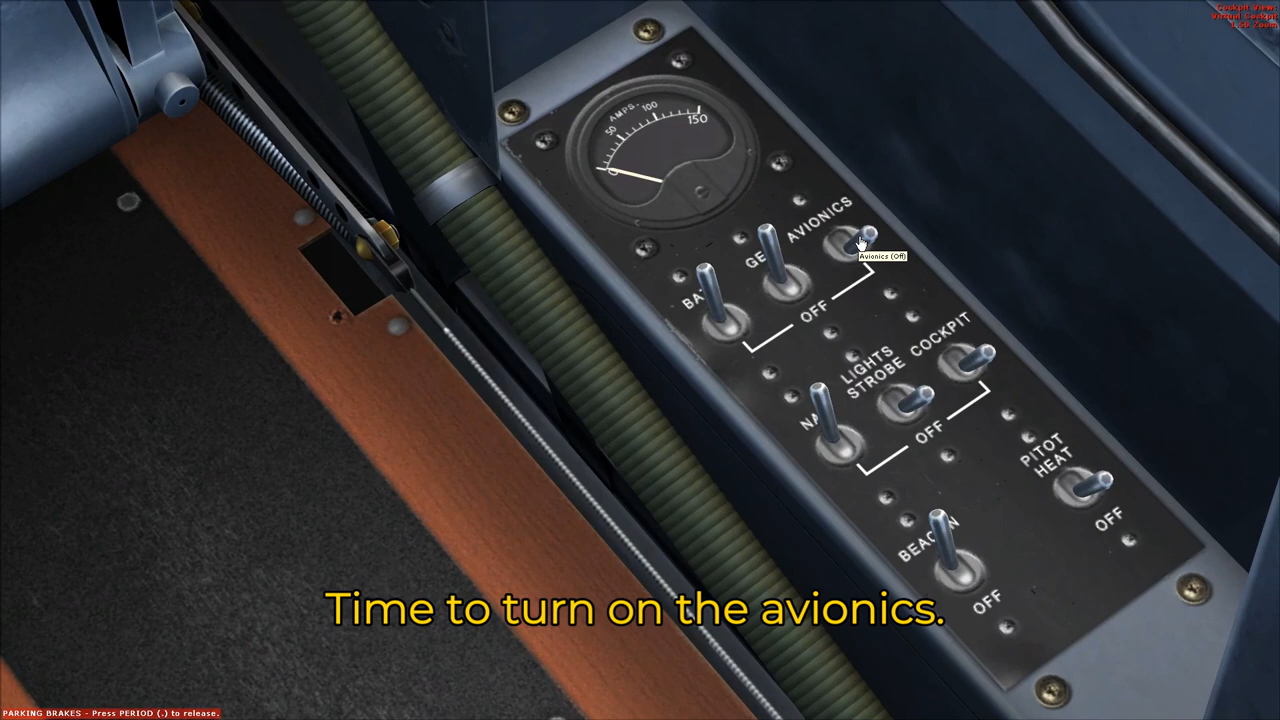 Cockpit View:
Virtual Cockpit
1.50 Zoom
AMPS.
0 50 100 150
AVIONICS
Avionics (Off)
OFF
LIGHTS
STROBE
COCKPIT
OFF
PITOT
HEAT
OFF
OFF
Time to turn on the avionics.
PARKING BRAKES - Press PERIOD (.) to release.